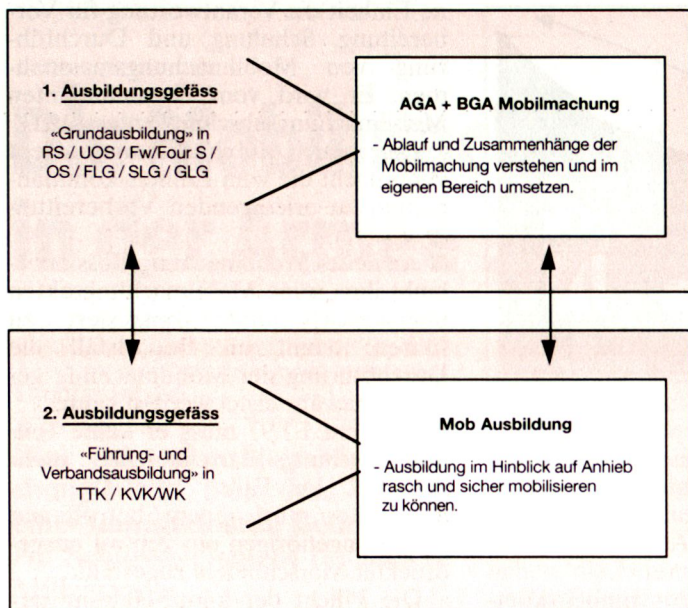 1. Ausbildungsgefäss
«Grundausbildung» in
RS / UOS / Fw/Four S /
OS / FLG / SLG / GLG
AGA + BGA Mobilmachung
- Ablauf und Zusammenhänge der
Mobilmachung verstehen und im
eigenen Bereich umsetzen.
2. Ausbildungsgefäss
«Führung- und
Verbandsausbildung» in
TTK / KVK/WK
Mob Ausbildung
- Ausbildung im Hinblick auf Anhieb
rasch und sicher mobilisieren
zu können.